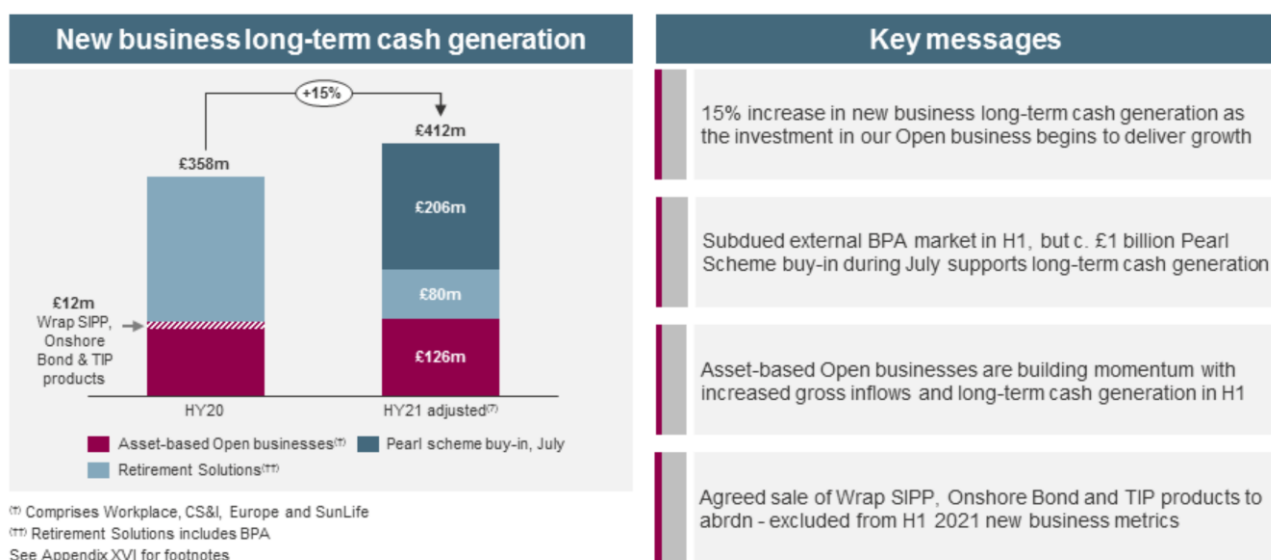 New business long-term cash generation
+15%
£412m
£358m
£206m
£80m
£12m
Wrap SIPP,
Onshore
Bond & TIP
products
£126m
HY20
HY21 adjusted(7)
Asset-based Open businesses(†)
Pearl scheme buy-in, July
Retirement Solutions(††)
(†) Comprises Workplace, CS&I, Europe and SunLife
(††) Retirement Solutions includes BPA
See Appendix XVI for footnotes
Key messages
15% increase in new business long-term cash generation as
the investment in our Open business begins to deliver growth
Subdued external BPA market in H1, but c. £1 billion Pearl
Scheme buy-in during July supports long-term cash generation
Asset-based Open businesses are building momentum with
increased gross inflows and long-term cash generation in H1
Agreed sale of Wrap SIPP, Onshore Bond and TIP products to
abrdn - excluded from H1 2021 new business metrics